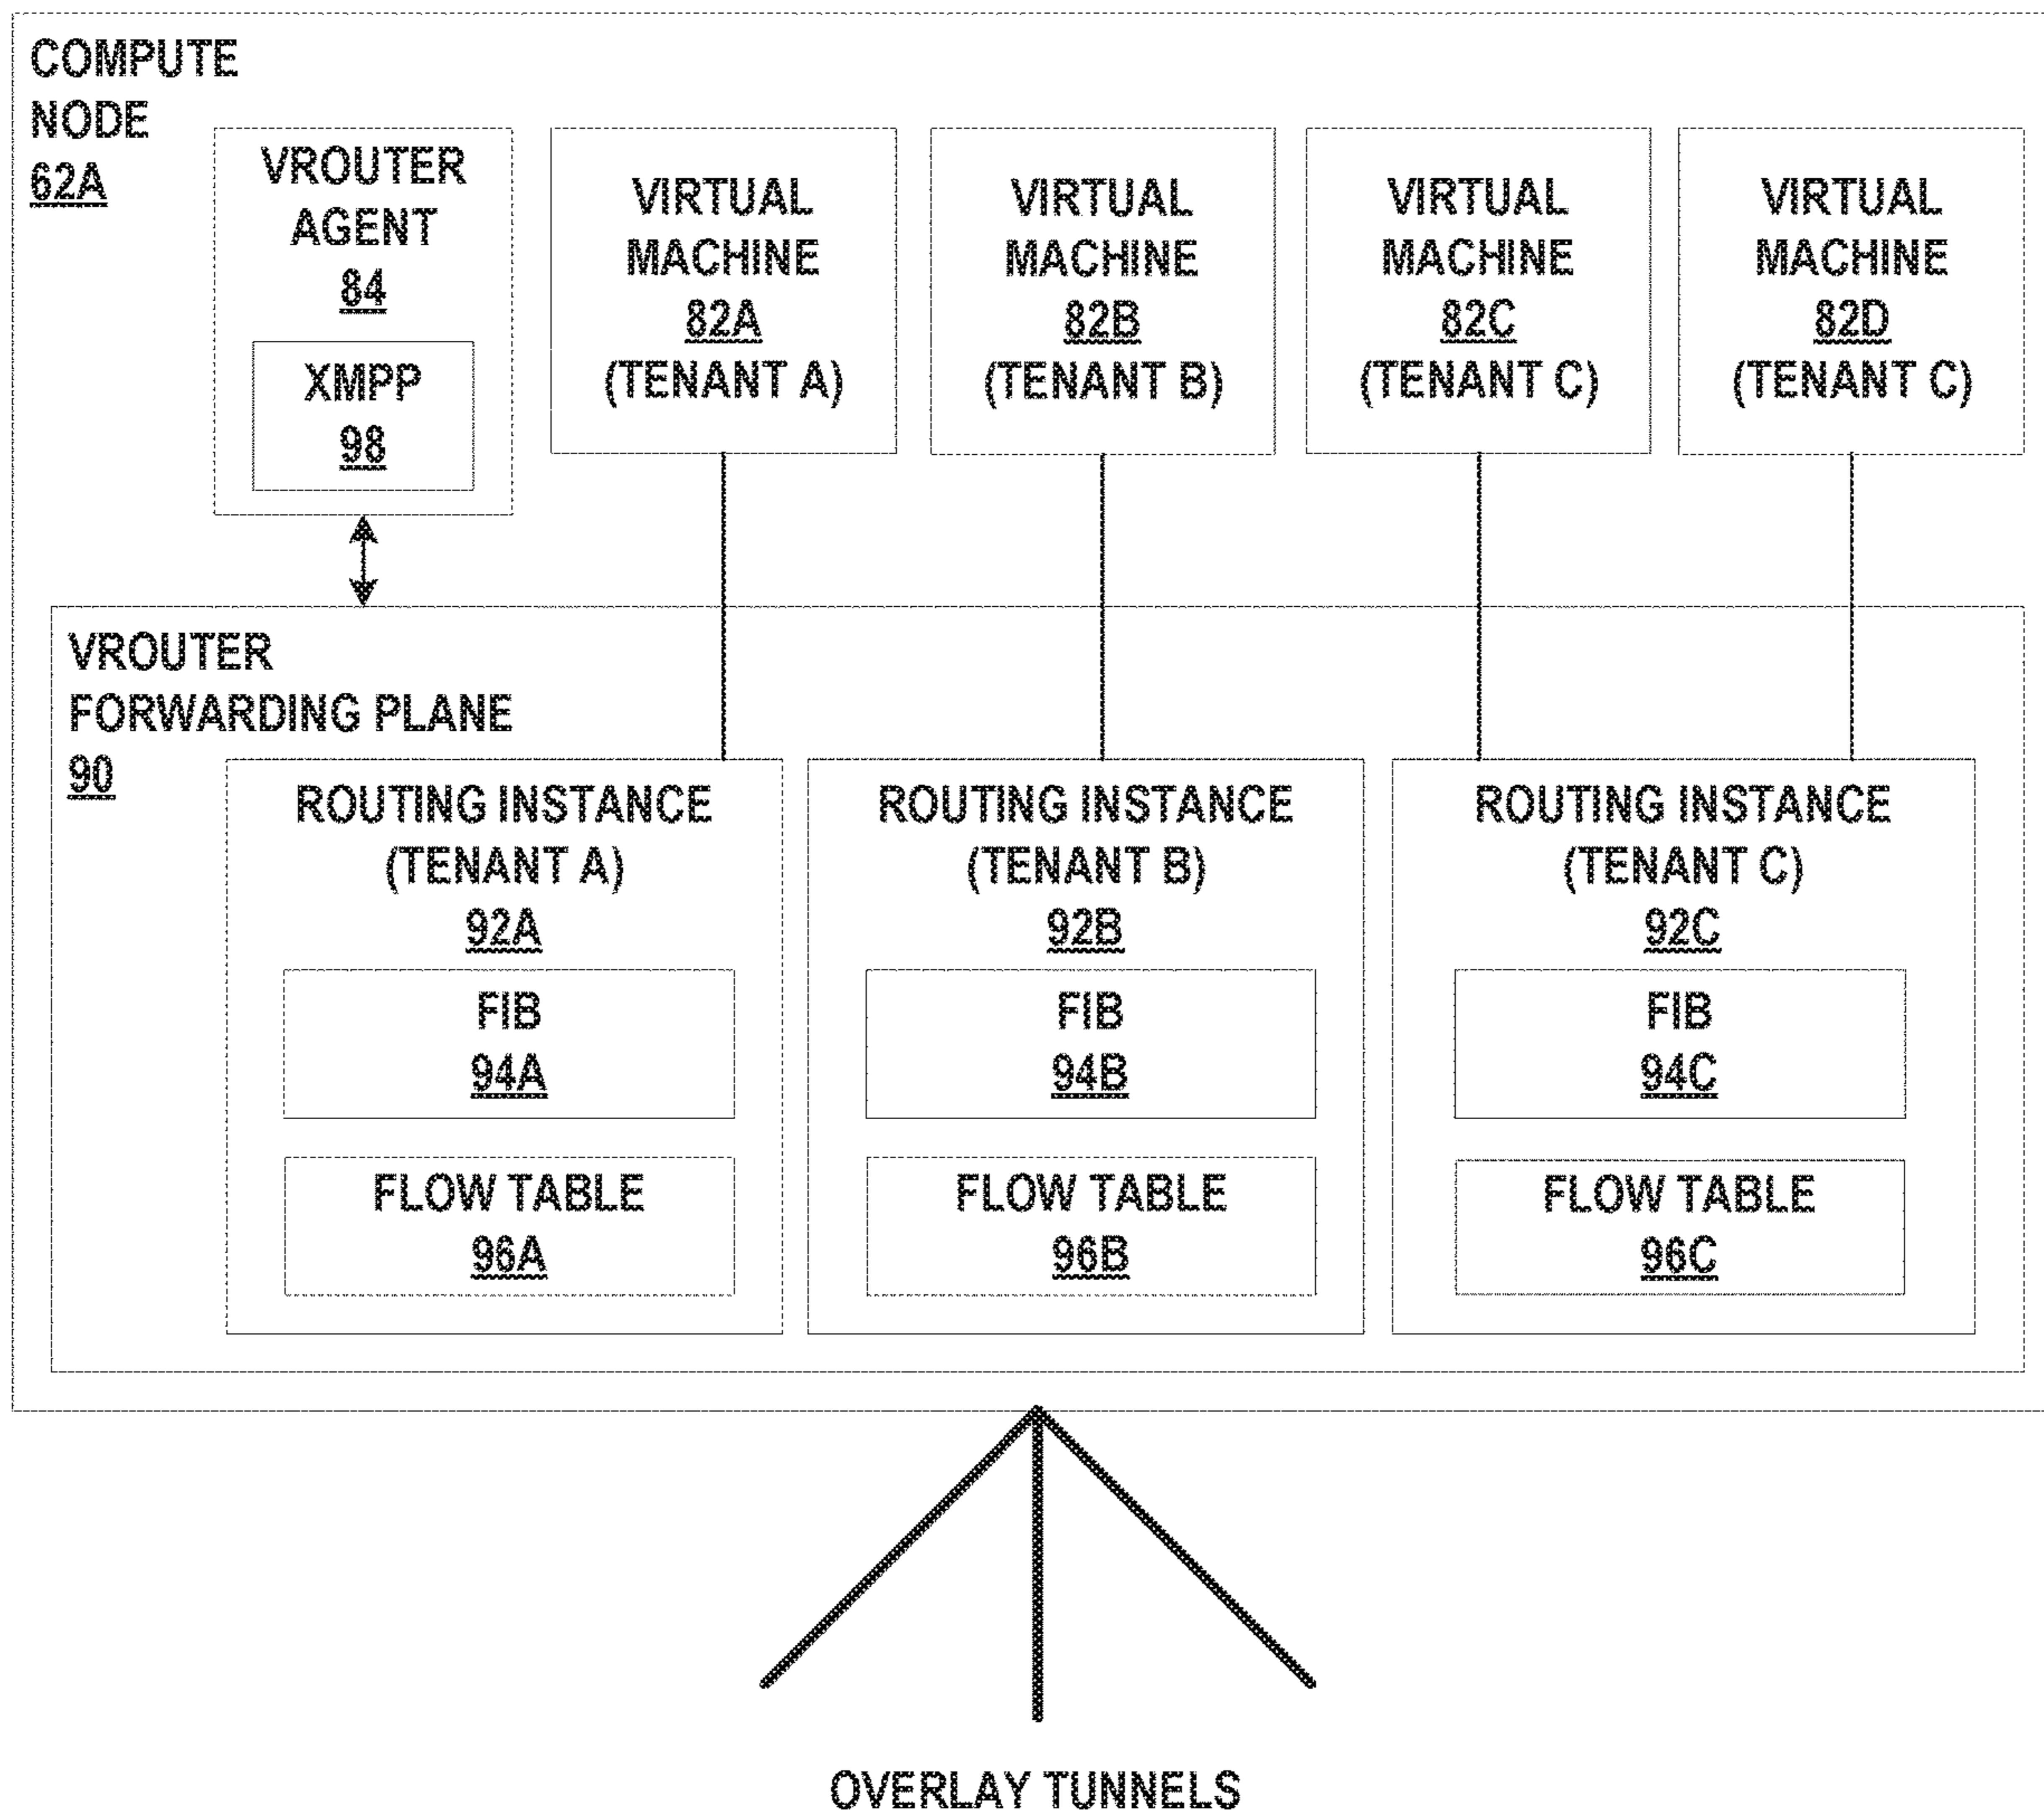 COMPUTE
NODE
62A
VROUTER
AGENT
84
XMPP
98
VIRTUAL
MACHINE
82A
(TENANT A)
VIRTUAL
MACHINE
82B
(TENANT B)
VIRTUAL
MACHINE
82C
(TENANT C)
VIRTUAL
MACHINE
82D
(TENANT C)
VROUTER
FORWARDING PLANE
90
ROUTING INSTANCE
(TENANT A)
92A
FIB
94A
FLOW TABLE
96A
ROUTING INSTANCE
(TENANT B)
92B
FIB
94B
FLOW TABLE
96B
ROUTING INSTANCE
(TENANT C)
92C
FIB
94C
FLOW TABLE
96C
OVERLAY TUNNELS